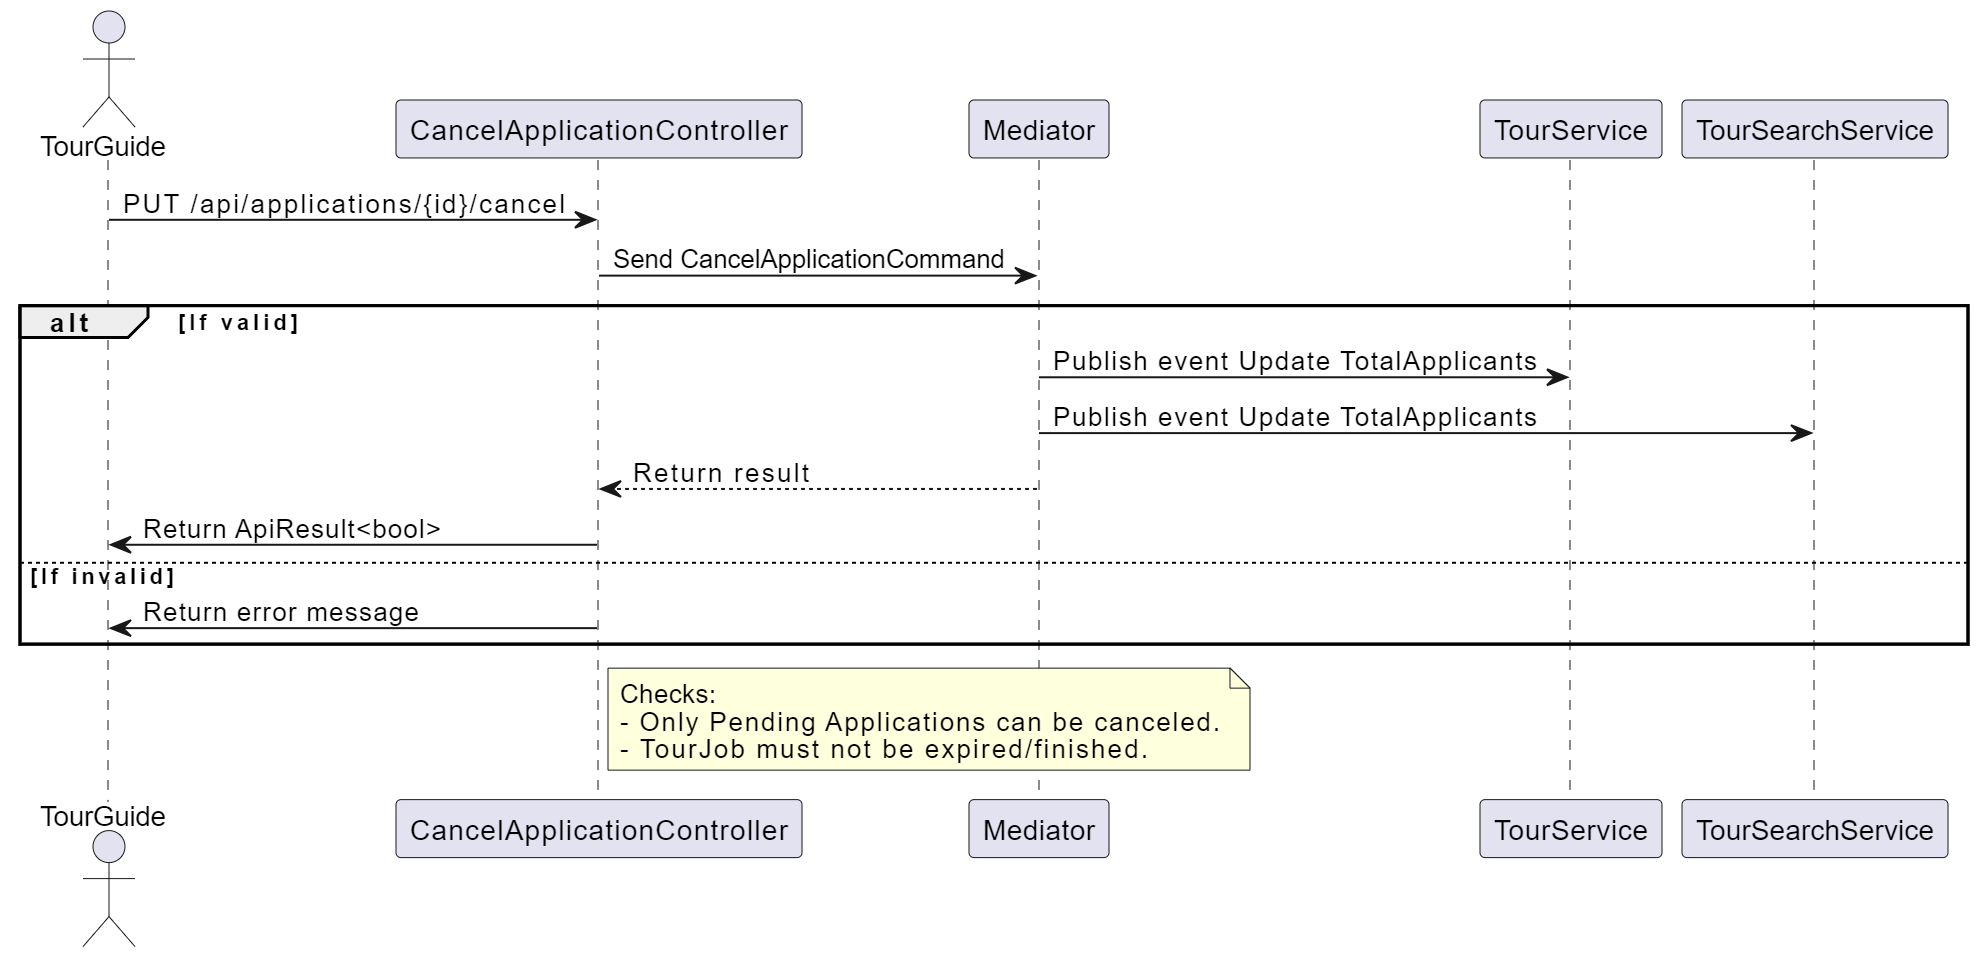 TourGuide
CancelApplicationController
Mediator
TourService
TourSearchService
PUT /api/applications/{id}/cancel
Send CancelApplicationCommand
alt
[If valid]
Publish event Update TotalApplicants
Publish event Update TotalApplicants
Return result
Return ApiResult<bool>
[If invalid]
Return error message
Checks:
- Only Pending Applications can be canceled.
- TourJob must not be expired/finished.
TourGuide
CancelApplicationController
Mediator
TourService
TourSearchService